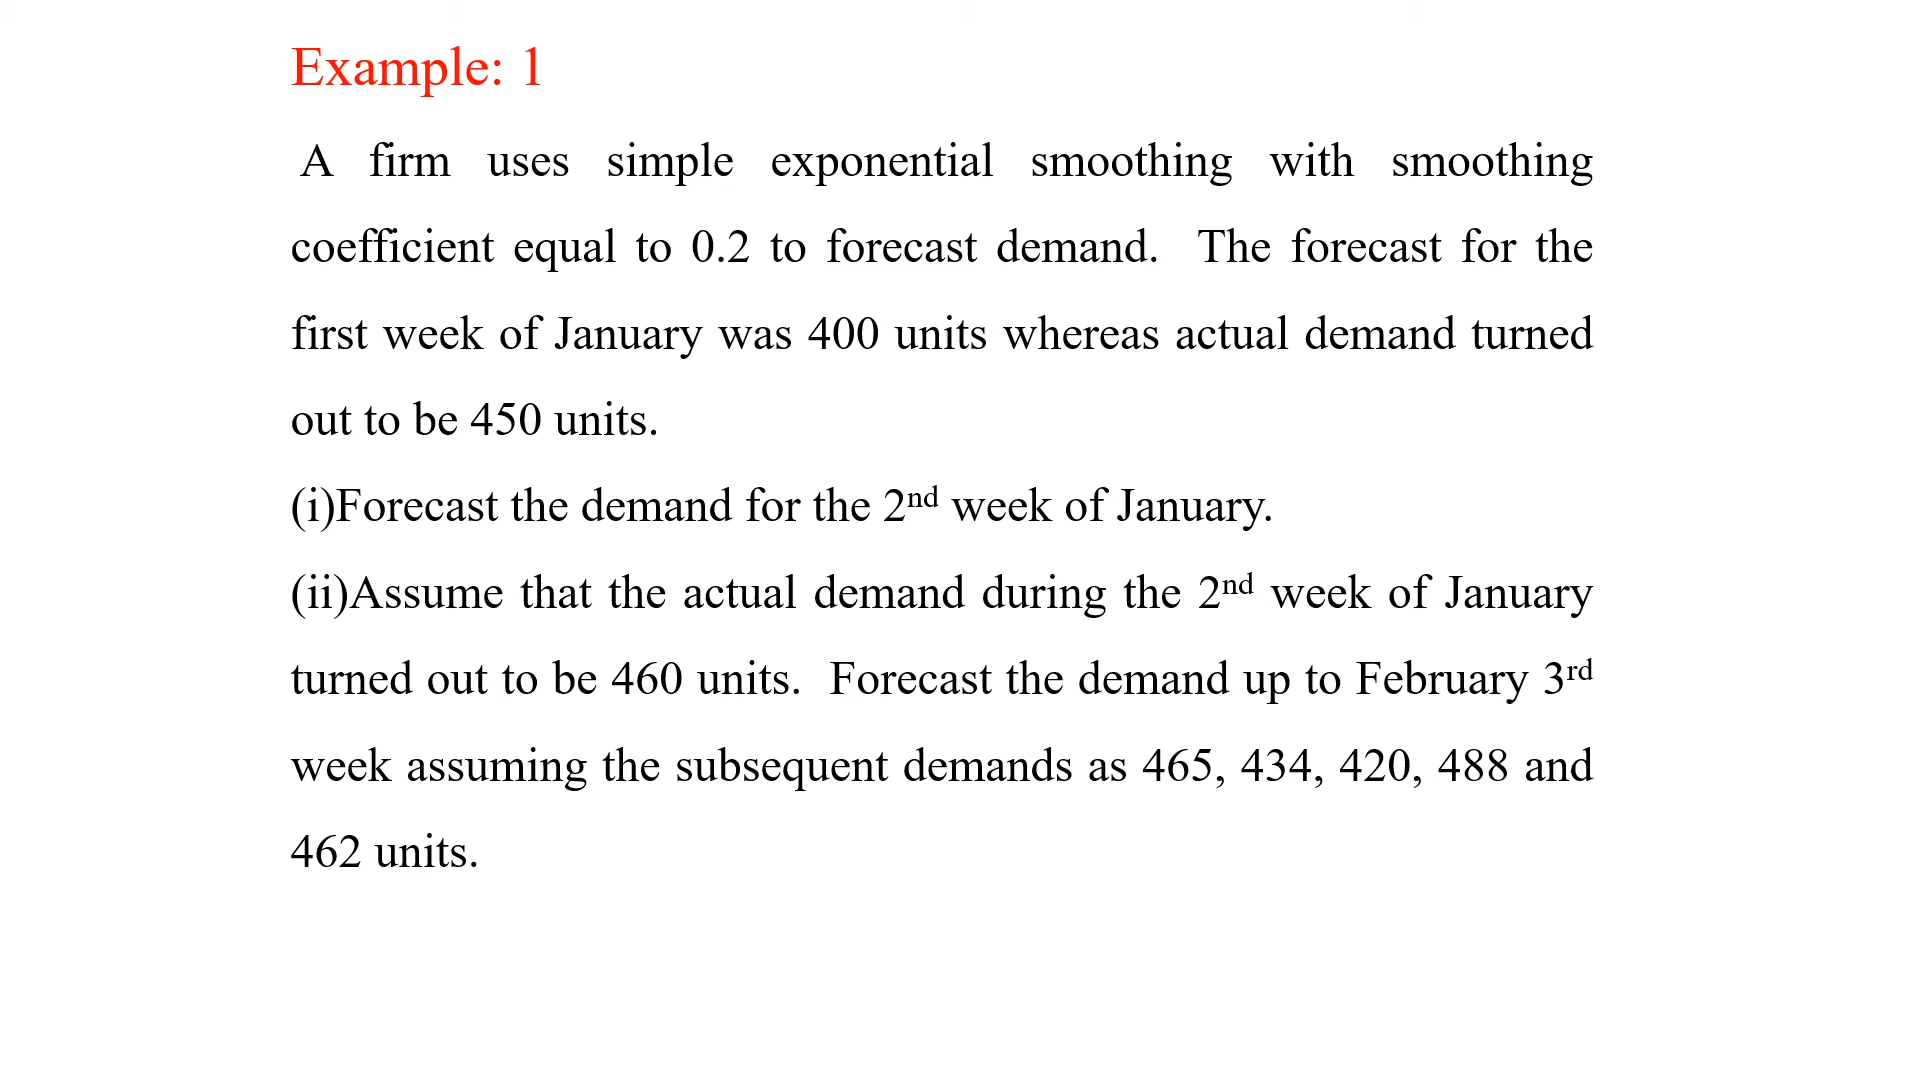 Example: 1
A firm uses simple exponential smoothing with smoothing
coefficient equal to 0.2 to forecast demand. The forecast for the
first week of January was 400 units whereas actual demand turned
out to be 450 units.
(i)Forecast the demand for the 2nd week of January.
(ii)Assume that the actual demand during the 2nd week of January
turned out to be 460 units. Forecast the demand up to February 3rd
week assuming the subsequent demands as 465, 434, 420, 488 and
462 units.